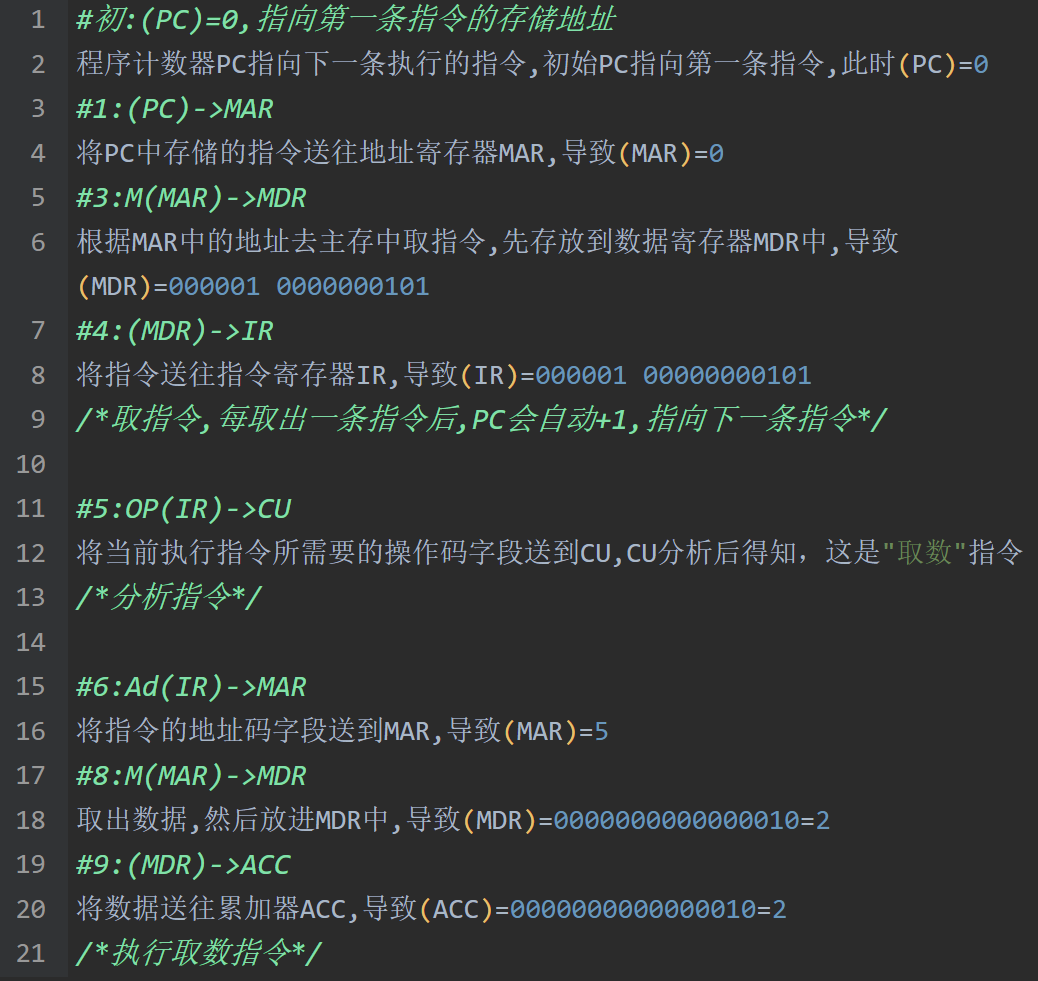 1 #初:(PC)=0,指向第一条指令的存储地址
2 程序计数器PC指向下一条执行的指令,初始PC指向第一条指令,此时(PC)=0
3 #1:(PC)->MAR
4 将PC中存储的指令送往地址寄存器MAR,导致(MAR)=0
5 #3:M(MAR)->MDR
6 根据MAR中的地址去主存中取指令,先存放到数据寄存器MDR中,导致
(MDR)=000001 0000000101
7 #4:(MDR)->IR
8 将指令送往指令寄存器IR,导致(IR)=000001 00000000101
9 /*取指令,每取出一条指令后,PC会自动+1,指向下一条指令*/
10
11 #5:OP(IR)->CU
12 将当前执行指令所需要的操作码字段送到CU,CU分析后得知，这是"取数"指令
13 /*分析指令*/
14
15 #6:Ad(IR)->MAR
16 将指令的地址码字段送到MAR,导致(MAR)=5
17 #8:M(MAR)->MDR
18 取出数据,然后放进MDR中,导致(MDR)=0000000000000010=2
19 #9:(MDR)->ACC
20 将数据送往累加器ACC,导致(ACC)=0000000000000010=2
21 /*执行取数指令*/